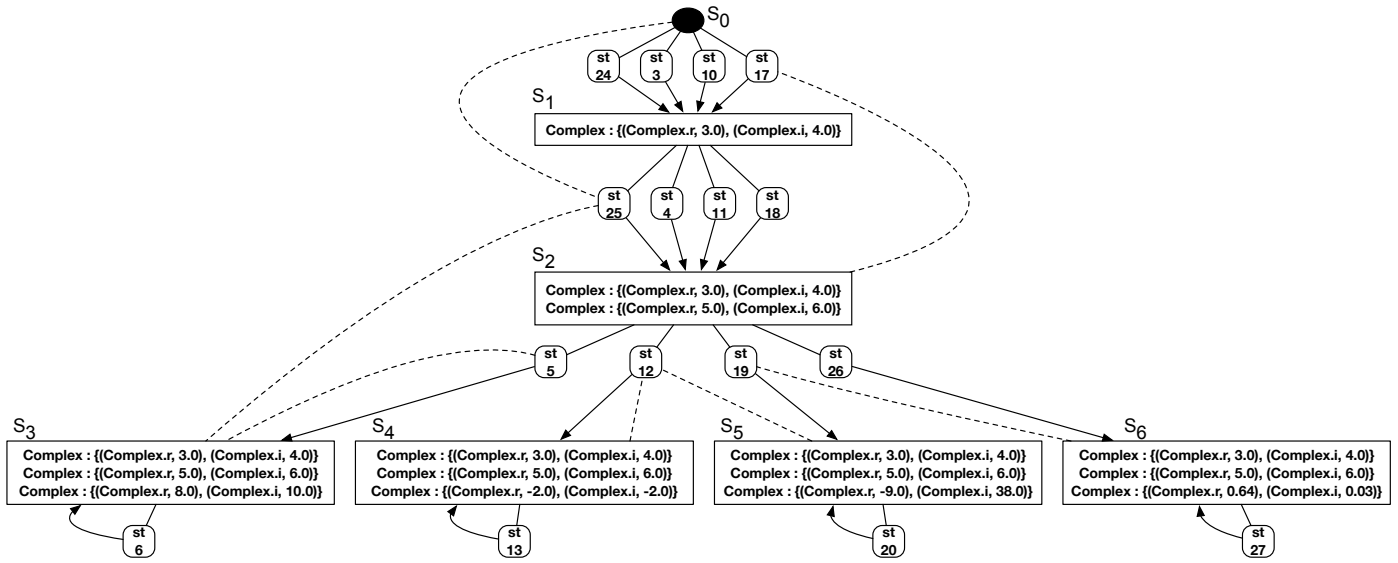 S0
st
24
st
3
st
10
st
17
S1
Complex : {(Complex.r, 3.0), (Complex.i, 4.0)}
st
25
st
4
st
11
st
18
S2
Complex : {(Complex.r, 3.0), (Complex.i, 4.0)}
Complex : {(Complex.r, 5.0), (Complex.i, 6.0)}
st
5
st
12
st
19
st
26
S3
Complex : {(Complex.r, 3.0), (Complex.i, 4.0)}
Complex : {(Complex.r, 5.0), (Complex.i, 6.0)}
Complex : {(Complex.r, 8.0), (Complex.i, 10.0)}
S4
Complex : {(Complex.r, 3.0), (Complex.i, 4.0)}
Complex : {(Complex.r, 5.0), (Complex.i, 6.0)}
Complex : {(Complex.r, -2.0), (Complex.i, -2.0)}
S5
Complex : {(Complex.r, 3.0), (Complex.i, 4.0)}
Complex : {(Complex.r, 5.0), (Complex.i, 6.0)}
Complex : {(Complex.r, -9.0), (Complex.i, 38.0)}
S6
Complex : {(Complex.r, 3.0), (Complex.i, 4.0)}
Complex : {(Complex.r, 5.0), (Complex.i, 6.0)}
Complex : {(Complex.r, 0.64), (Complex.i, 0.03)}
st
6
st
13
st
20
st
27